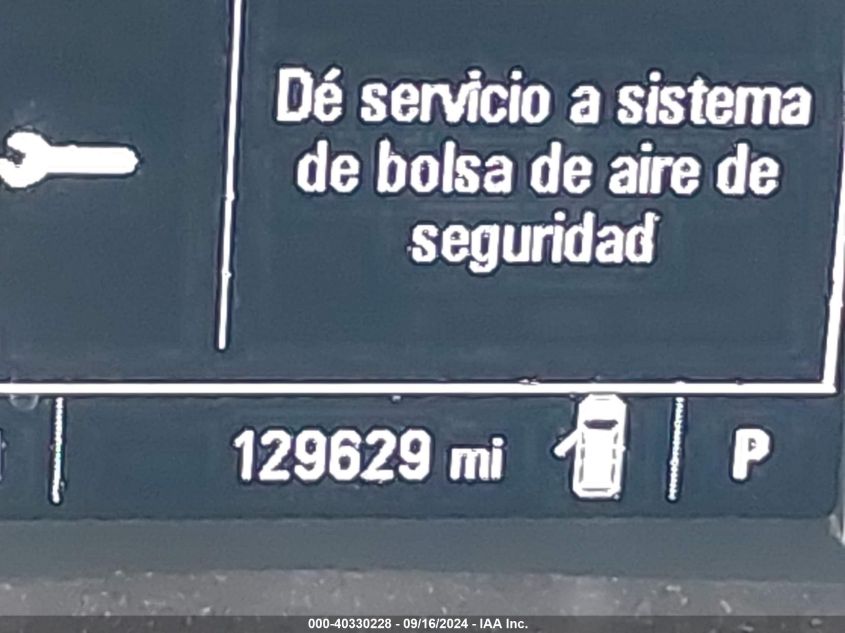 Dé servicio a sistema
de bolsa de aire de
seguridad
129629 mi P
000-40330228 - 09/16/2024 - IAA Inc.